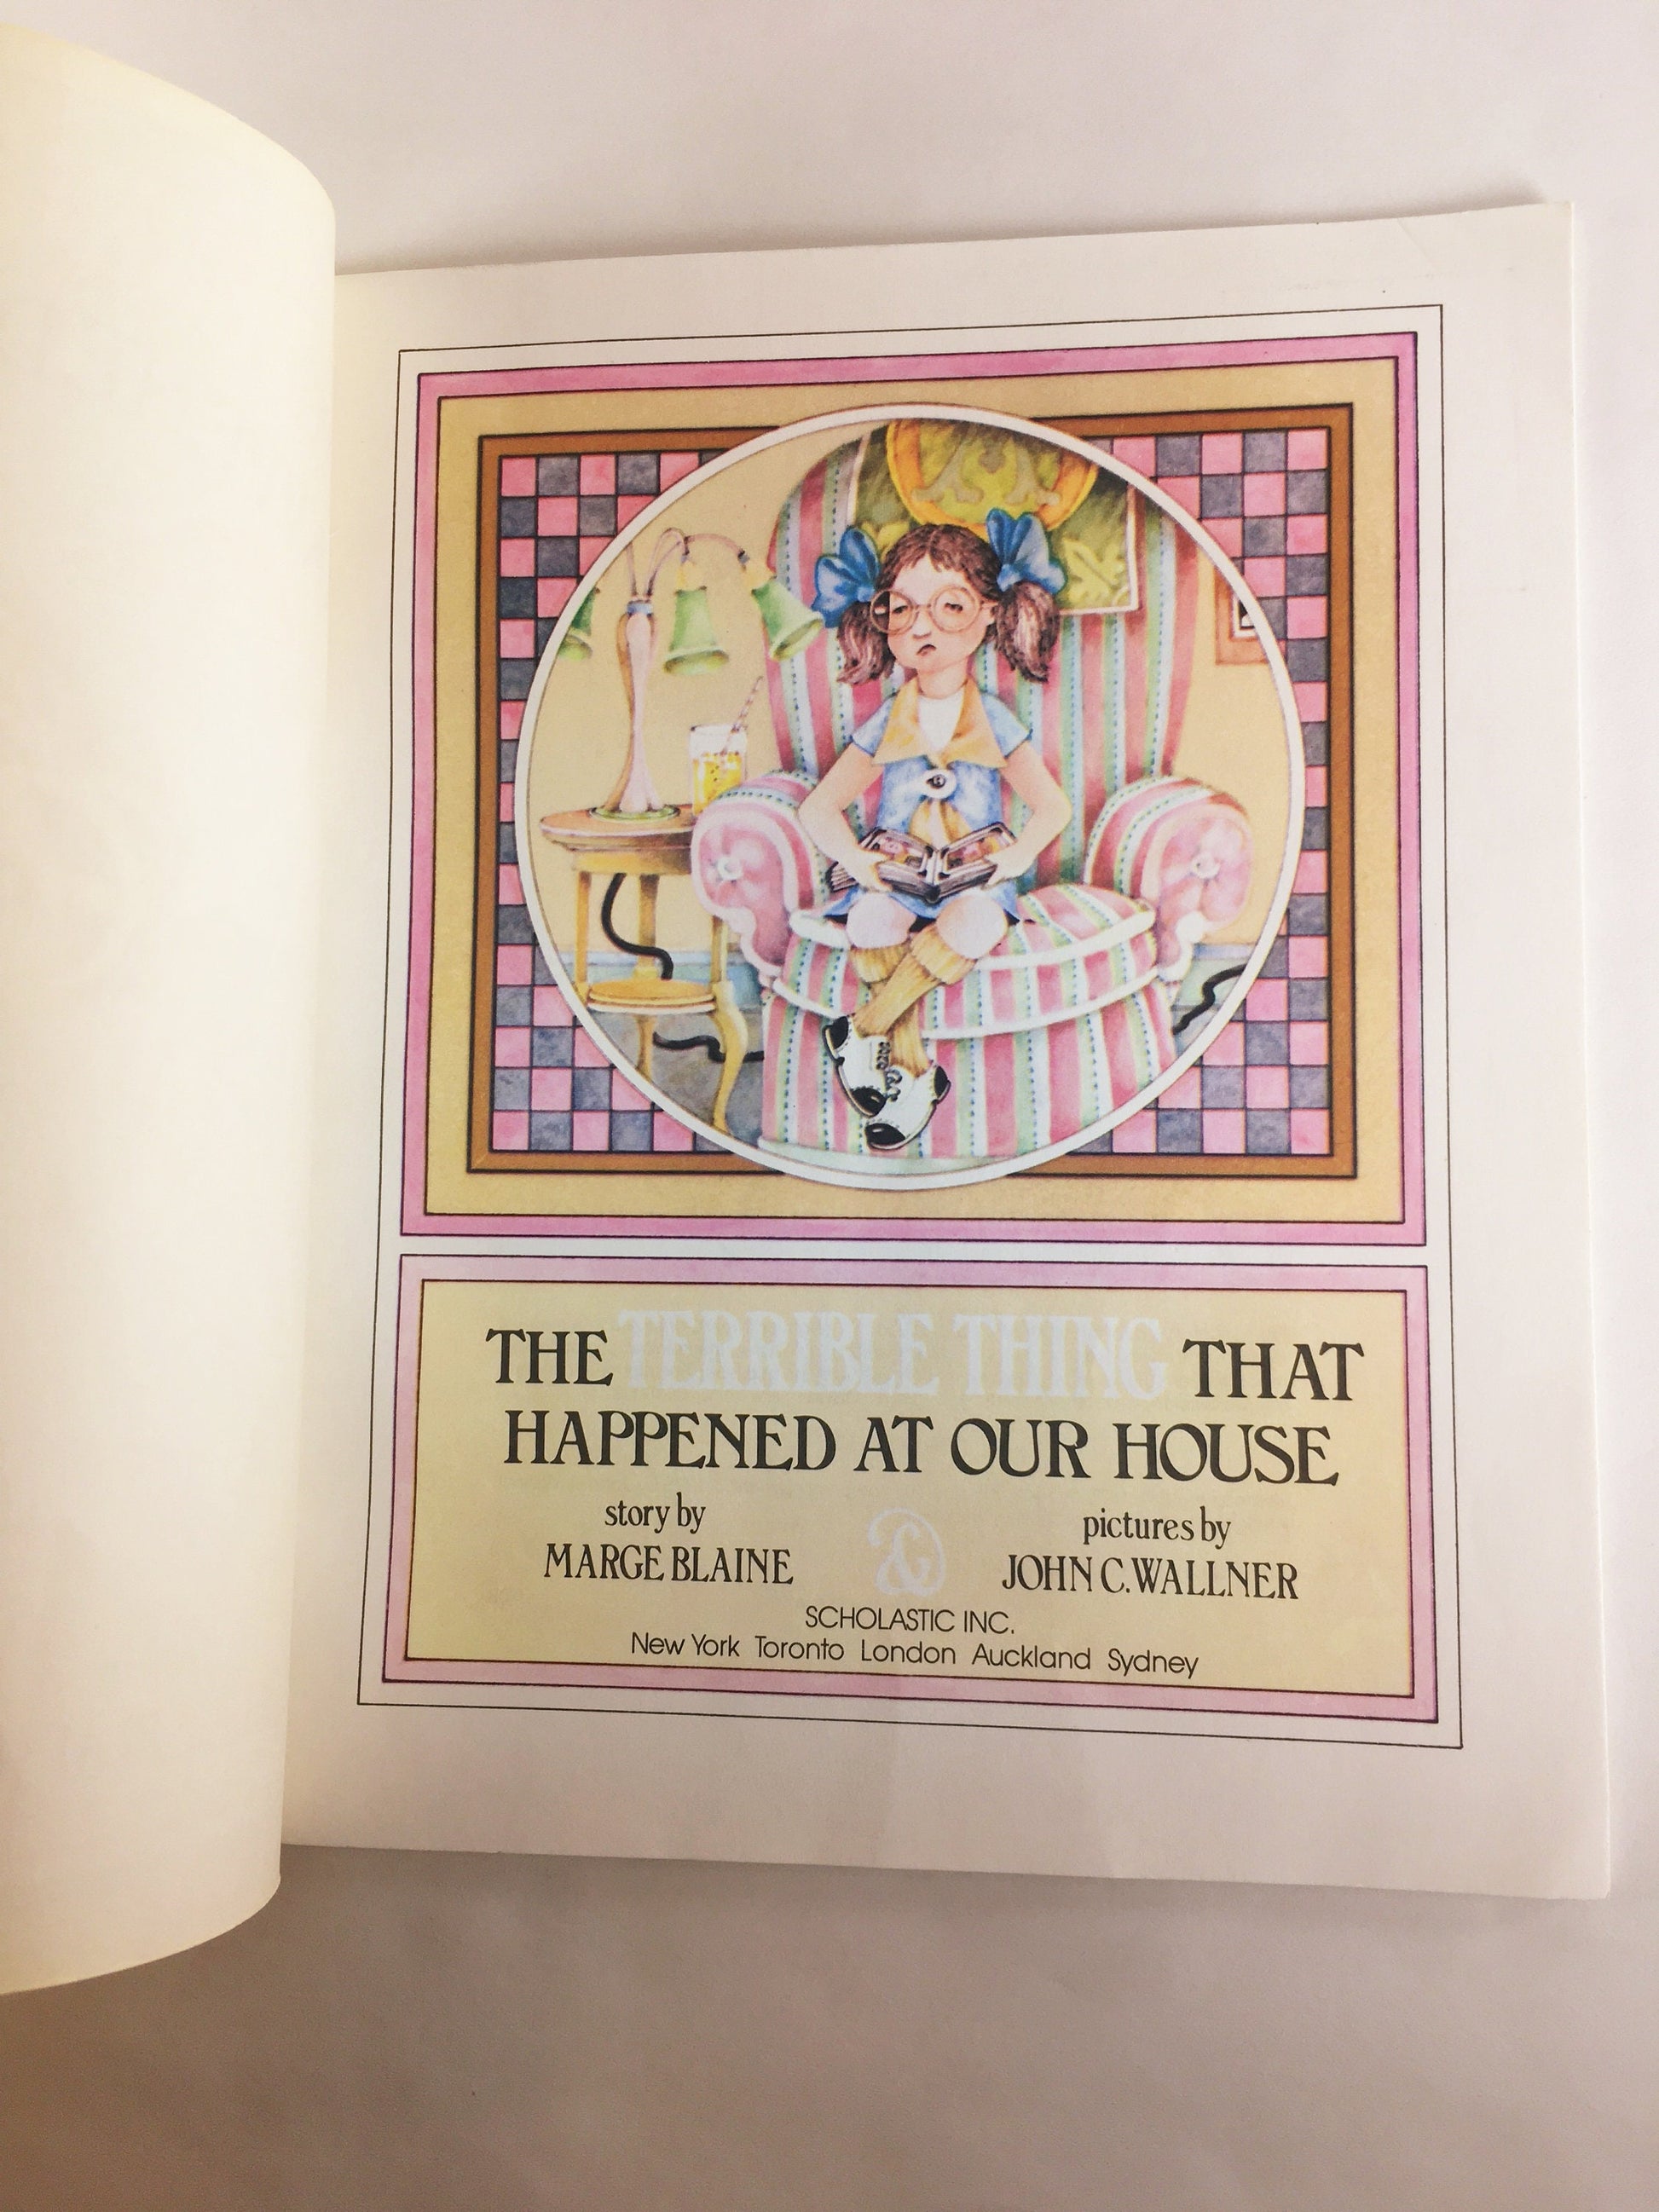 THE TERRIBLE THING THAT
HAPPENED AT OUR HOUSE
story by
MARGE BLAINE
&
pictures by
JOHN C. WALLNER
SCHOLASTIC INC.
New York Toronto London Auckland Sydney